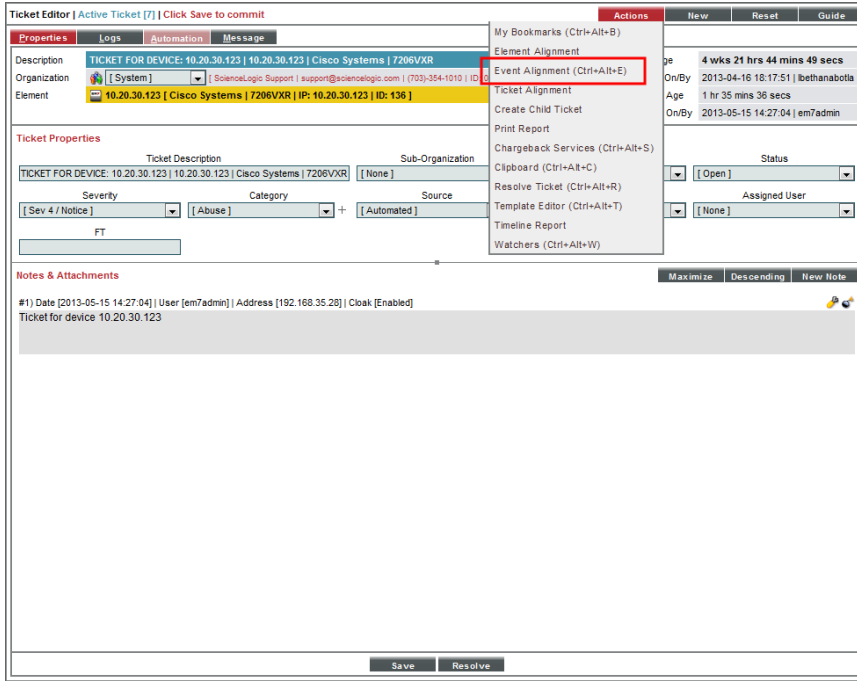 Ticket Editor | Active Ticket [7] | Click Save to commit
Actions New Reset Guide
Properties Logs Automation Message
My Bookmarks (Ctrl+Alt+B)
Element Alignment
Event Alignment (Ctrl+Alt+E)
Ticket Alignment
Create Child Ticket
Print Report
Chargeback Services (Ctrl+Alt+S)
Clipboard (Ctrl+Alt+C)
Resolve Ticket (Ctrl+Alt+R)
Template Editor (Ctrl+Alt+T)
Timeline Report
Watchers (Ctrl+Alt+W)
Description TICKET FOR DEVICE: 10.20.30.123 | 10.20.30.123 | Cisco Systems | 7206VXR
4 wks 21 hrs 44 mins 49 secs
Organization [ System ] [ ScienceLogic Support | support@sciencelogic.com | (703)-354-1010 | ID
On/By 2013-04-16 18:17:51 | lbethanabotla
Element 10.20.30.123 [ Cisco Systems | 7206VXR | IP: 10.20.30.123 | ID: 136 ]
Age 1 hr 35 mins 36 secs
On/By 2013-05-15 14:27:04 | em7admin
Ticket Properties
Ticket Description Sub-Organization Status
TICKET FOR DEVICE: 10.20.30.123 | 10.20.30.123 | Cisco Systems | 7206VXR [ None ] [ Open ]
Severity Category Source Assigned User
[ Sev 4 / Notice ] [ Abuse ] + [ Automated ] [ None ]
FT
Notes & Attachments
Maximize Descending New Note
#1) Date [2013-05-15 14:27:04] | User [em7admin] | Address [192.168.35.28] | Cloak [Enabled]
Ticket for device 10.20.30.123
Save Resolve